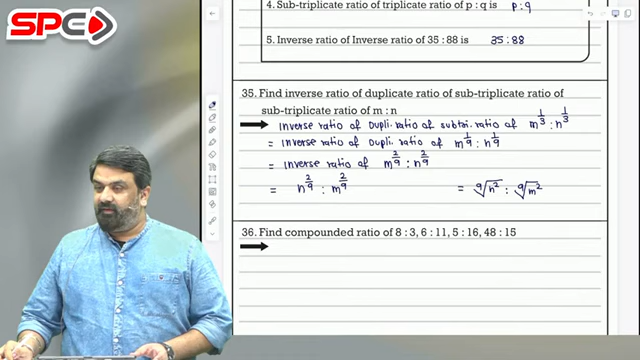 SPC
4. Sub-triplicate ratio of triplicate ratio of p : q is p:q
5. Inverse ratio of Inverse ratio of 35 : 88 is 35:88
35. Find inverse ratio of duplicate ratio of sub-triplicate ratio of
sub-triplicate ratio of m : n
Inverse ratio of Dupli. ratio of subtri. ratio of m^1/3 : n^1/3
= Inverse ratio of Dupli. ratio of m^1/9 : n^1/9
= Inverse ratio of m^2/9 : n^2/9
= n^2/9 : m^2/9 = ⁹√n² : ⁹√m²
36. Find compounded ratio of 8 : 3, 6 : 11, 5 : 16, 48 : 15